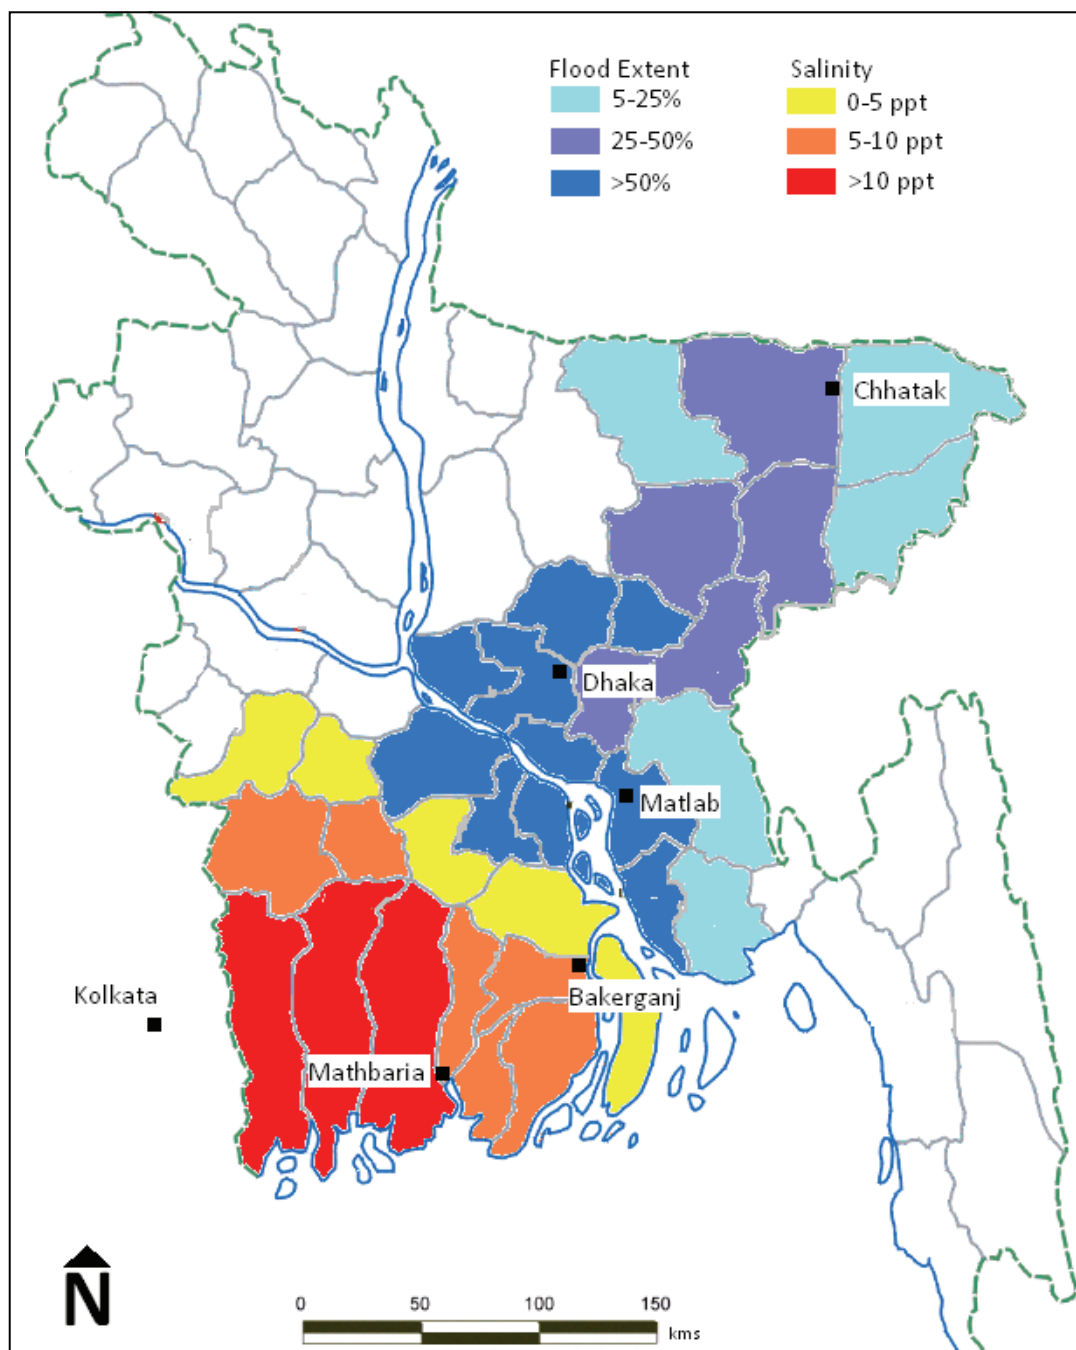 Flood Extent Salinity
5-25% 0-5 ppt
25-50% 5-10 ppt
>50% >10 ppt
Chhatak
Dhaka
Matlab
Kolkata
Bakerganj
Mathbaria
N
0 50 100 150
kms